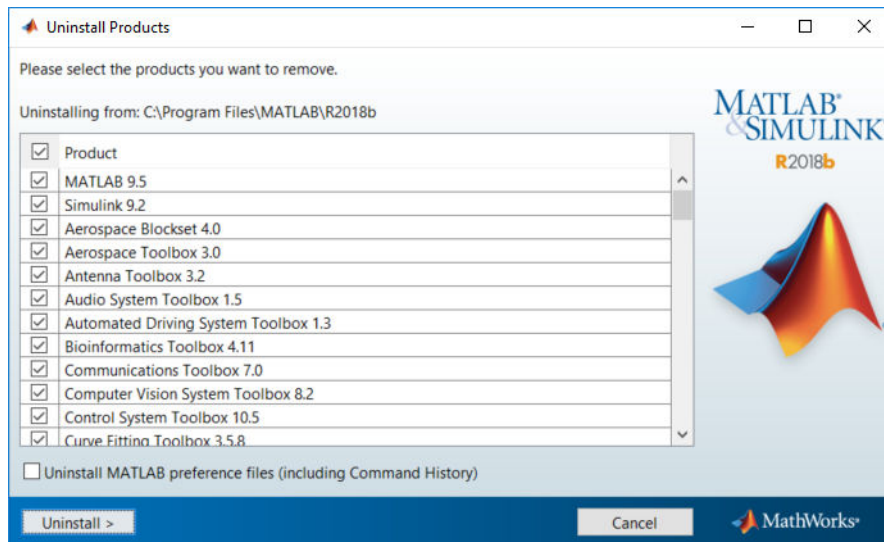 Uninstall Products
Please select the products you want to remove.
Uninstalling from: C:\Program Files\MATLAB\R2018b
Product
MATLAB 9.5
Simulink 9.2
Aerospace Blockset 4.0
Aerospace Toolbox 3.0
Antenna Toolbox 3.2
Audio System Toolbox 1.5
Automated Driving System Toolbox 1.3
Bioinformatics Toolbox 4.11
Communications Toolbox 7.0
Computer Vision System Toolbox 8.2
Control System Toolbox 10.5
Curve Fitting Toolbox 3.5.8
Uninstall MATLAB preference files (including Command History)
Uninstall >
Cancel
MATLAB®
&SIMULINK
R2018b
MathWorks®